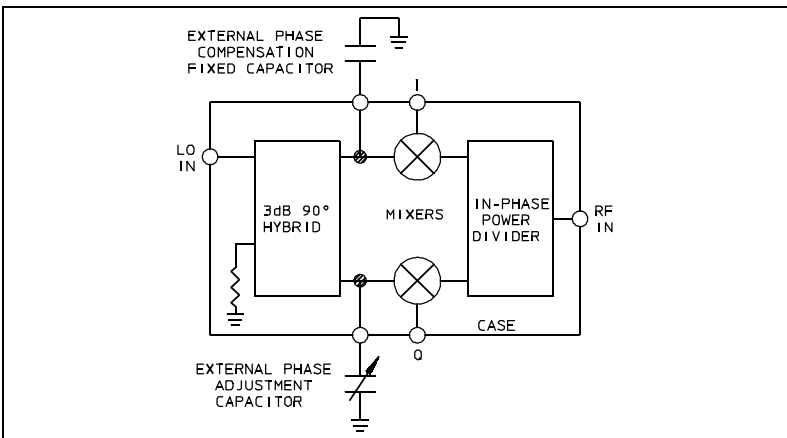 EXTERNAL PHASE
COMPENSATION
FIXED CAPACITOR
I
LO
IN
3dB 90°
HYBRID
MIXERS
IN-PHASE
POWER
DIVIDER
RF
IN
CASE
Q
EXTERNAL PHASE
ADJUSTMENT
CAPACITOR